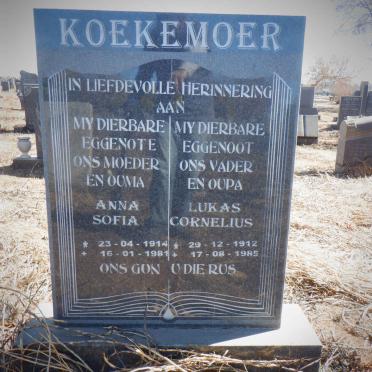 KOEKEMOER
IN LIEFDEVOLLE HERINNERING
AAN
MY DIERBARE
EGGENOTE
ONS MOEDER
EN OUMA
ANNA
SOFIA
* 23-04-1914
+ 16-01-1981
MY DIERBARE
EGGENOOT
ONS VADER
EN OUPA
LUKAS
CORNELIUS
* 29-12-1912
+ 17-08-1985
ONS GUN U DIE RUS